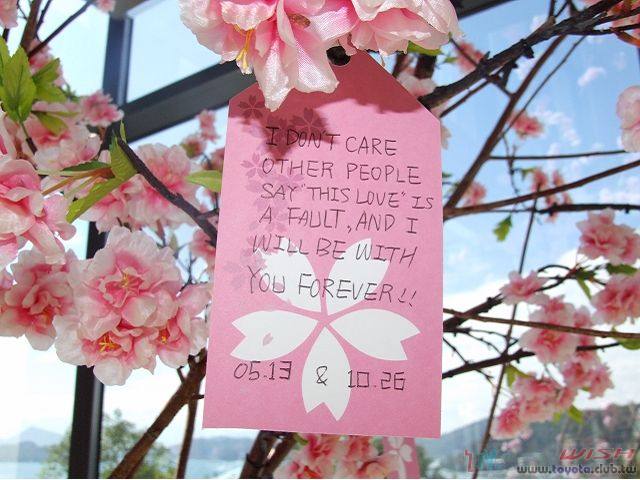 I DON'T CARE
OTHER PEOPLE
SAY "THIS LOVE" IS
A FAULT, AND I
WILL BE WITH
YOU FOREVER!!
05.13 & 10.26
WISH
www.toyota.club.tw